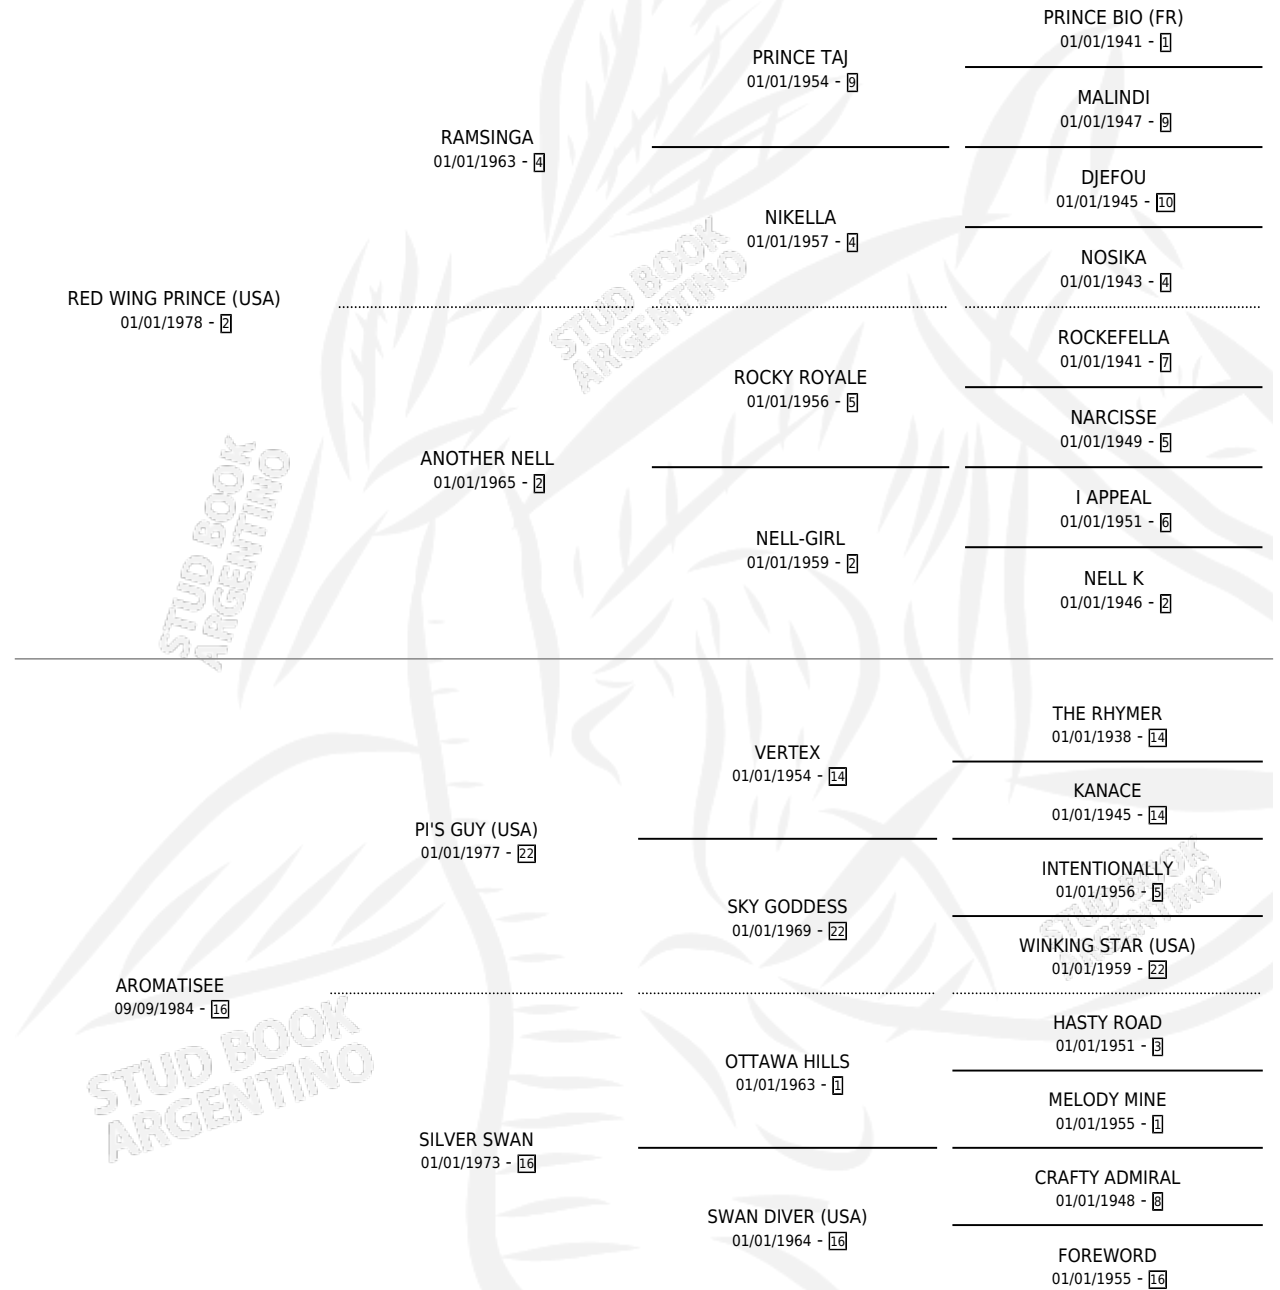 PRINCE BIO (FR)
01/01/1941 - 1
PRINCE TAJ
01/01/1954 - 9
MALINDI
01/01/1947 - 9
RAMSINGA
01/01/1963 - 4
DJEFOU
01/01/1945 - 10
NIKELLA
01/01/1957 - 4
NOSIKA
01/01/1943 - 4
RED WING PRINCE (USA)
01/01/1978 - 2
ROCKEFELLA
01/01/1941 - 7
ROCKY ROYALE
01/01/1956 - 5
NARCISSE
01/01/1949 - 5
ANOTHER NELL
01/01/1965 - 2
I APPEAL
01/01/1951 - 6
NELL-GIRL
01/01/1959 - 2
NELL K
01/01/1946 - 2
THE RHYMER
01/01/1938 - 14
VERTEX
01/01/1954 - 14
KANACE
01/01/1945 - 14
PI'S GUY (USA)
01/01/1977 - 22
INTENTIONALLY
01/01/1956 - 5
SKY GODDESS
01/01/1969 - 22
WINKING STAR (USA)
01/01/1959 - 22
AROMATISEE
09/09/1984 - 16
HASTY ROAD
01/01/1951 - 3
OTTAWA HILLS
01/01/1963 - 1
MELODY MINE
01/01/1955 - 1
SILVER SWAN
01/01/1973 - 16
CRAFTY ADMIRAL
01/01/1948 - 8
SWAN DIVER (USA)
01/01/1964 - 16
FOREWORD
01/01/1955 - 16
STUD BOOK
ARGENTINO
STUD BOOK
ARGENTINO
STUD BOOK
ARGENTINO
STUD BOOK
ARGENTINO